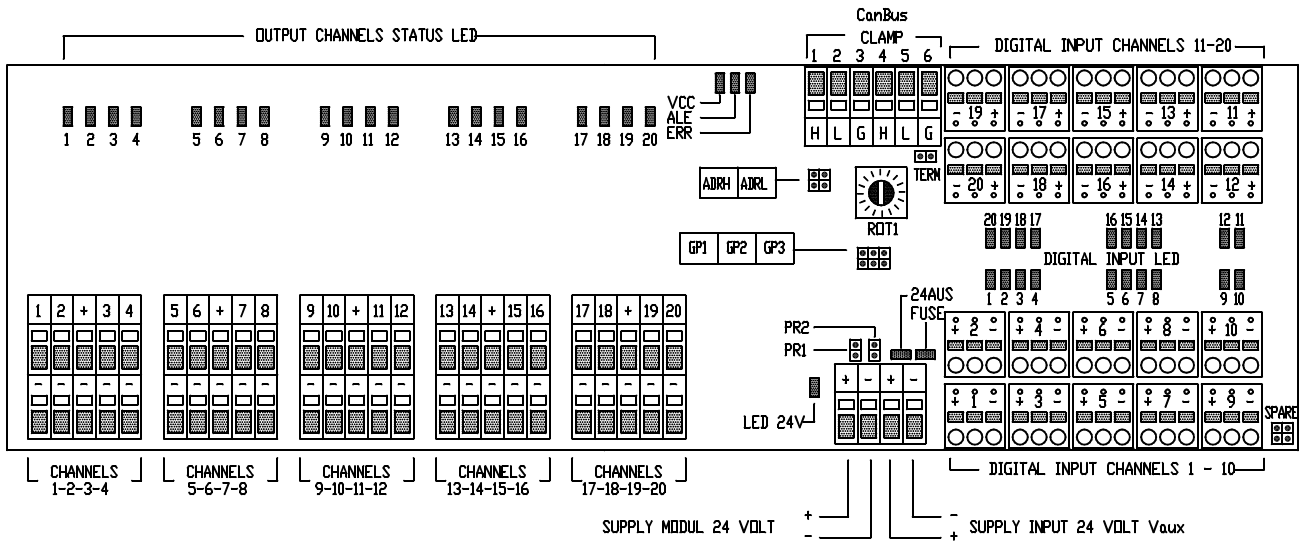 CanBus
OUTPUT CHANNELS STATUS LED
CLAMP
DIGITAL INPUT CHANNELS 11-20
1 2 3 4 5 6
VCC
ALE
ERR
1 2 3 4 5 6 7 8 9 10 11 12 13 14 15 16 17 18 19 20
H L G H L G
- 19 + - 17 + - 15 + - 13 + - 11 +
TERM
ADRH ADRL
- 20 + - 18 + - 16 + - 14 + - 12 +
ROT1
20 19 18 17 16 15 14 13 12 11
GP1 GP2 GP3
DIGITAL INPUT LED
1 2 3 4 5 6 7 8 9 10
24AUS
FUSE
1 2 + 3 4 5 6 + 7 8 9 10 + 11 12 13 14 + 15 16 17 18 + 19 20
PR2
PR1
+ 2 - + 4 - + 6 - + 8 - + 10 -
+ - + -
- - - - - - - - - - - - - - - - - - - - - - - - -
+ 1 - + 3 - + 5 - + 7 - + 9 -
LED 24V
SPARE
CHANNELS
1-2-3-4
CHANNELS
5-6-7-8
CHANNELS
9-10-11-12
CHANNELS
13-14-15-16
CHANNELS
17-18-19-20
DIGITAL INPUT CHANNELS 1 - 10
SUPPLY MODUL 24 VOLT
+
-
-
+
SUPPLY INPUT 24 VOLT Vaux